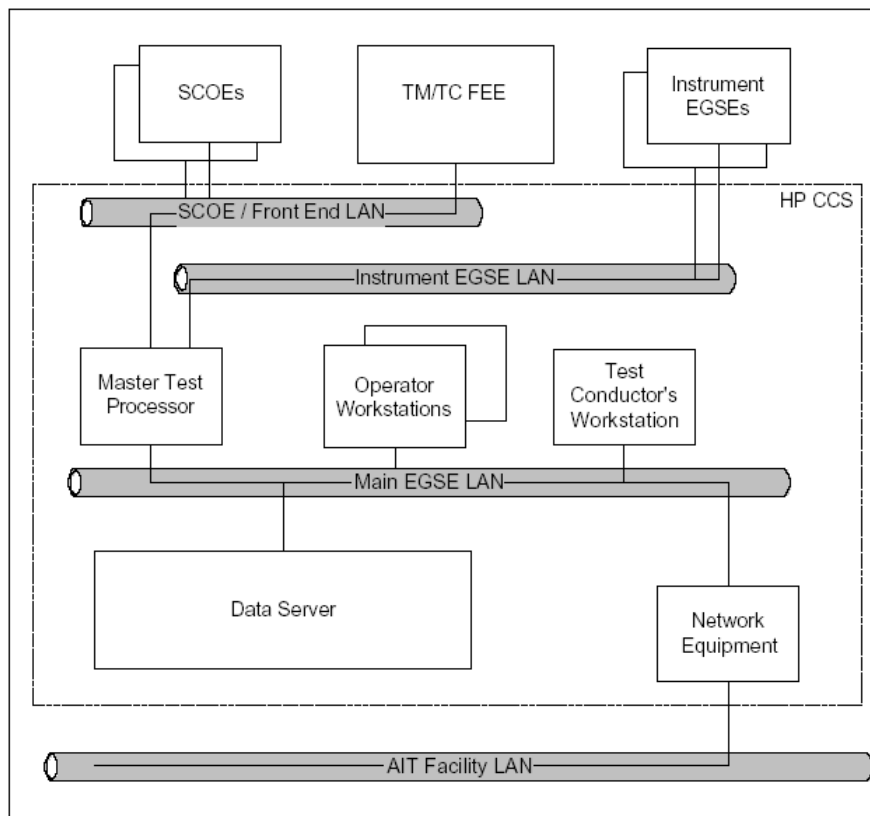 SCOEs
TM/TC FEE
Instrument
EGSEs
HP CCS
SCOE / Front End LAN
Instrument EGSE LAN
Master Test
Processor
Operator
Workstations
Test
Conductor's
Workstation
Main EGSE LAN
Data Server
Network
Equipment
AIT Facility LAN